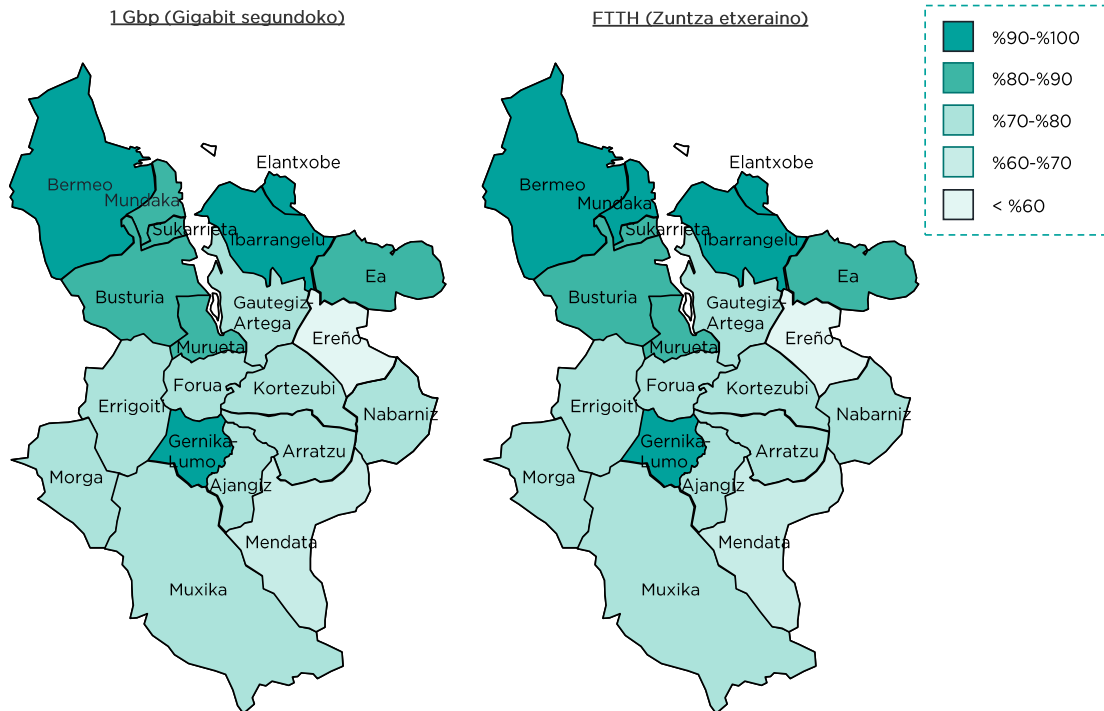 1 Gbp (Gigabit segundoko)
FTTH (Zuntza etxeraino)
%90-%100
%80-%90
%70-%80
%60-%70
< %60
Elantxobe
Bermeo
Mundaka
Sukarrieta
Ibarrangelu
Ea
Busturia
Gautegiz-
Artega
Ereño
Murueta
Forua
Kortezubi
Errigoiti
Nabarniz
Gernika-
Lumo
Arratzu
Morga
Ajangiz
Mendata
Muxika
Elantxobe
Bermeo
Mundaka
Sukarrieta
Ibarrangelu
Ea
Busturia
Gautegiz-
Artega
Ereño
Murueta
Forua
Kortezubi
Errigoiti
Nabarniz
Gernika-
Lumo
Arratzu
Morga
Ajangiz
Mendata
Muxika